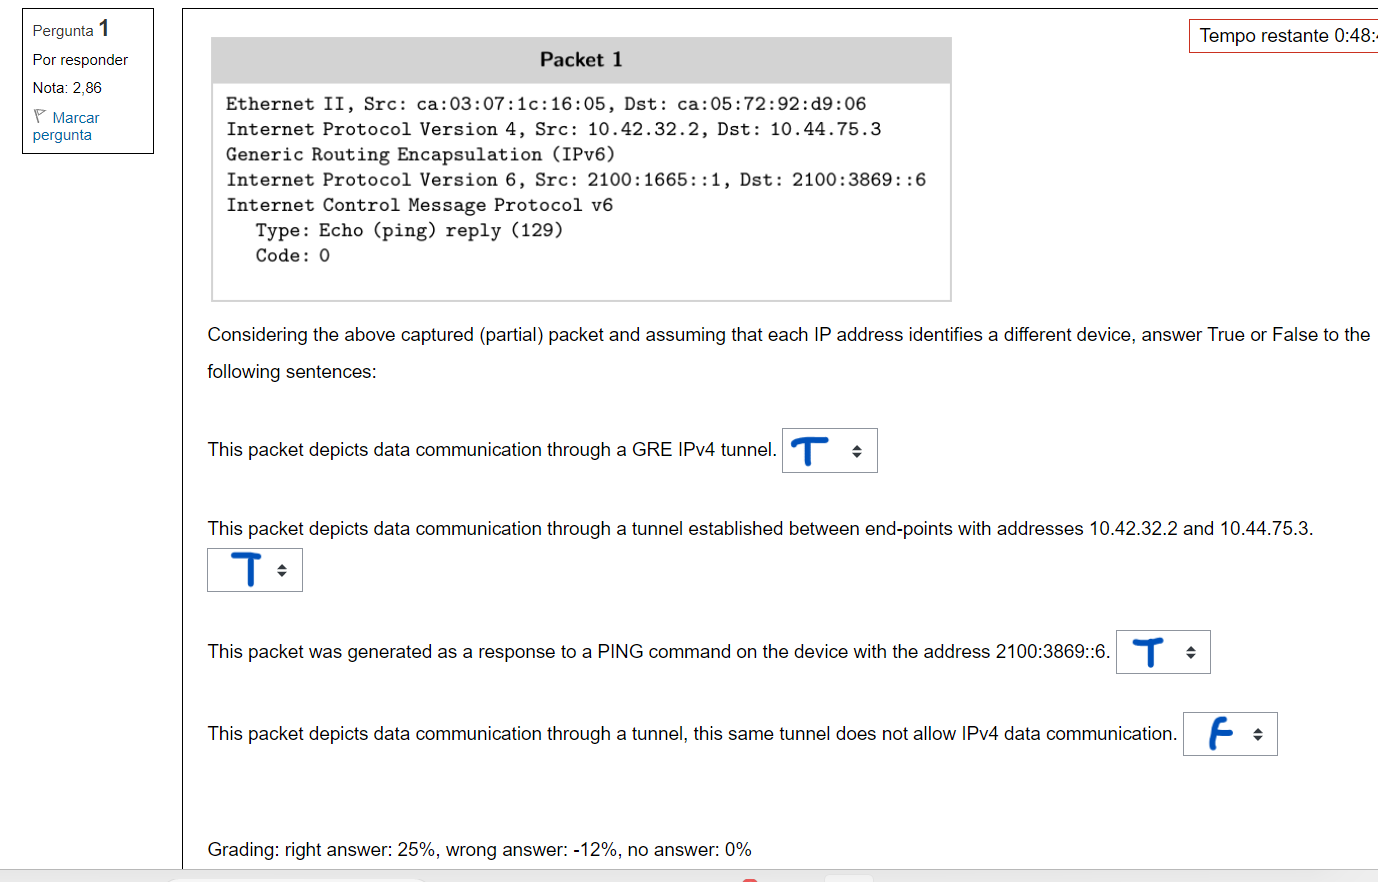 Pergunta 1
Por responder
Nota: 2,86
Marcar
pergunta
Tempo restante 0:48:
Packet 1
Ethernet II, Src: ca:03:07:1c:16:05, Dst: ca:05:72:92:d9:06
Internet Protocol Version 4, Src: 10.42.32.2, Dst: 10.44.75.3
Generic Routing Encapsulation (IPv6)
Internet Protocol Version 6, Src: 2100:1665::1, Dst: 2100:3869::6
Internet Control Message Protocol v6
Type: Echo (ping) reply (129)
Code: 0
Considering the above captured (partial) packet and assuming that each IP address identifies a different device, answer True or False to the
following sentences:
This packet depicts data communication through a GRE IPv4 tunnel. T
This packet depicts data communication through a tunnel established between end-points with addresses 10.42.32.2 and 10.44.75.3.
T
This packet was generated as a response to a PING command on the device with the address 2100:3869::6. T
This packet depicts data communication through a tunnel, this same tunnel does not allow IPv4 data communication. F
Grading: right answer: 25%, wrong answer: -12%, no answer: 0%